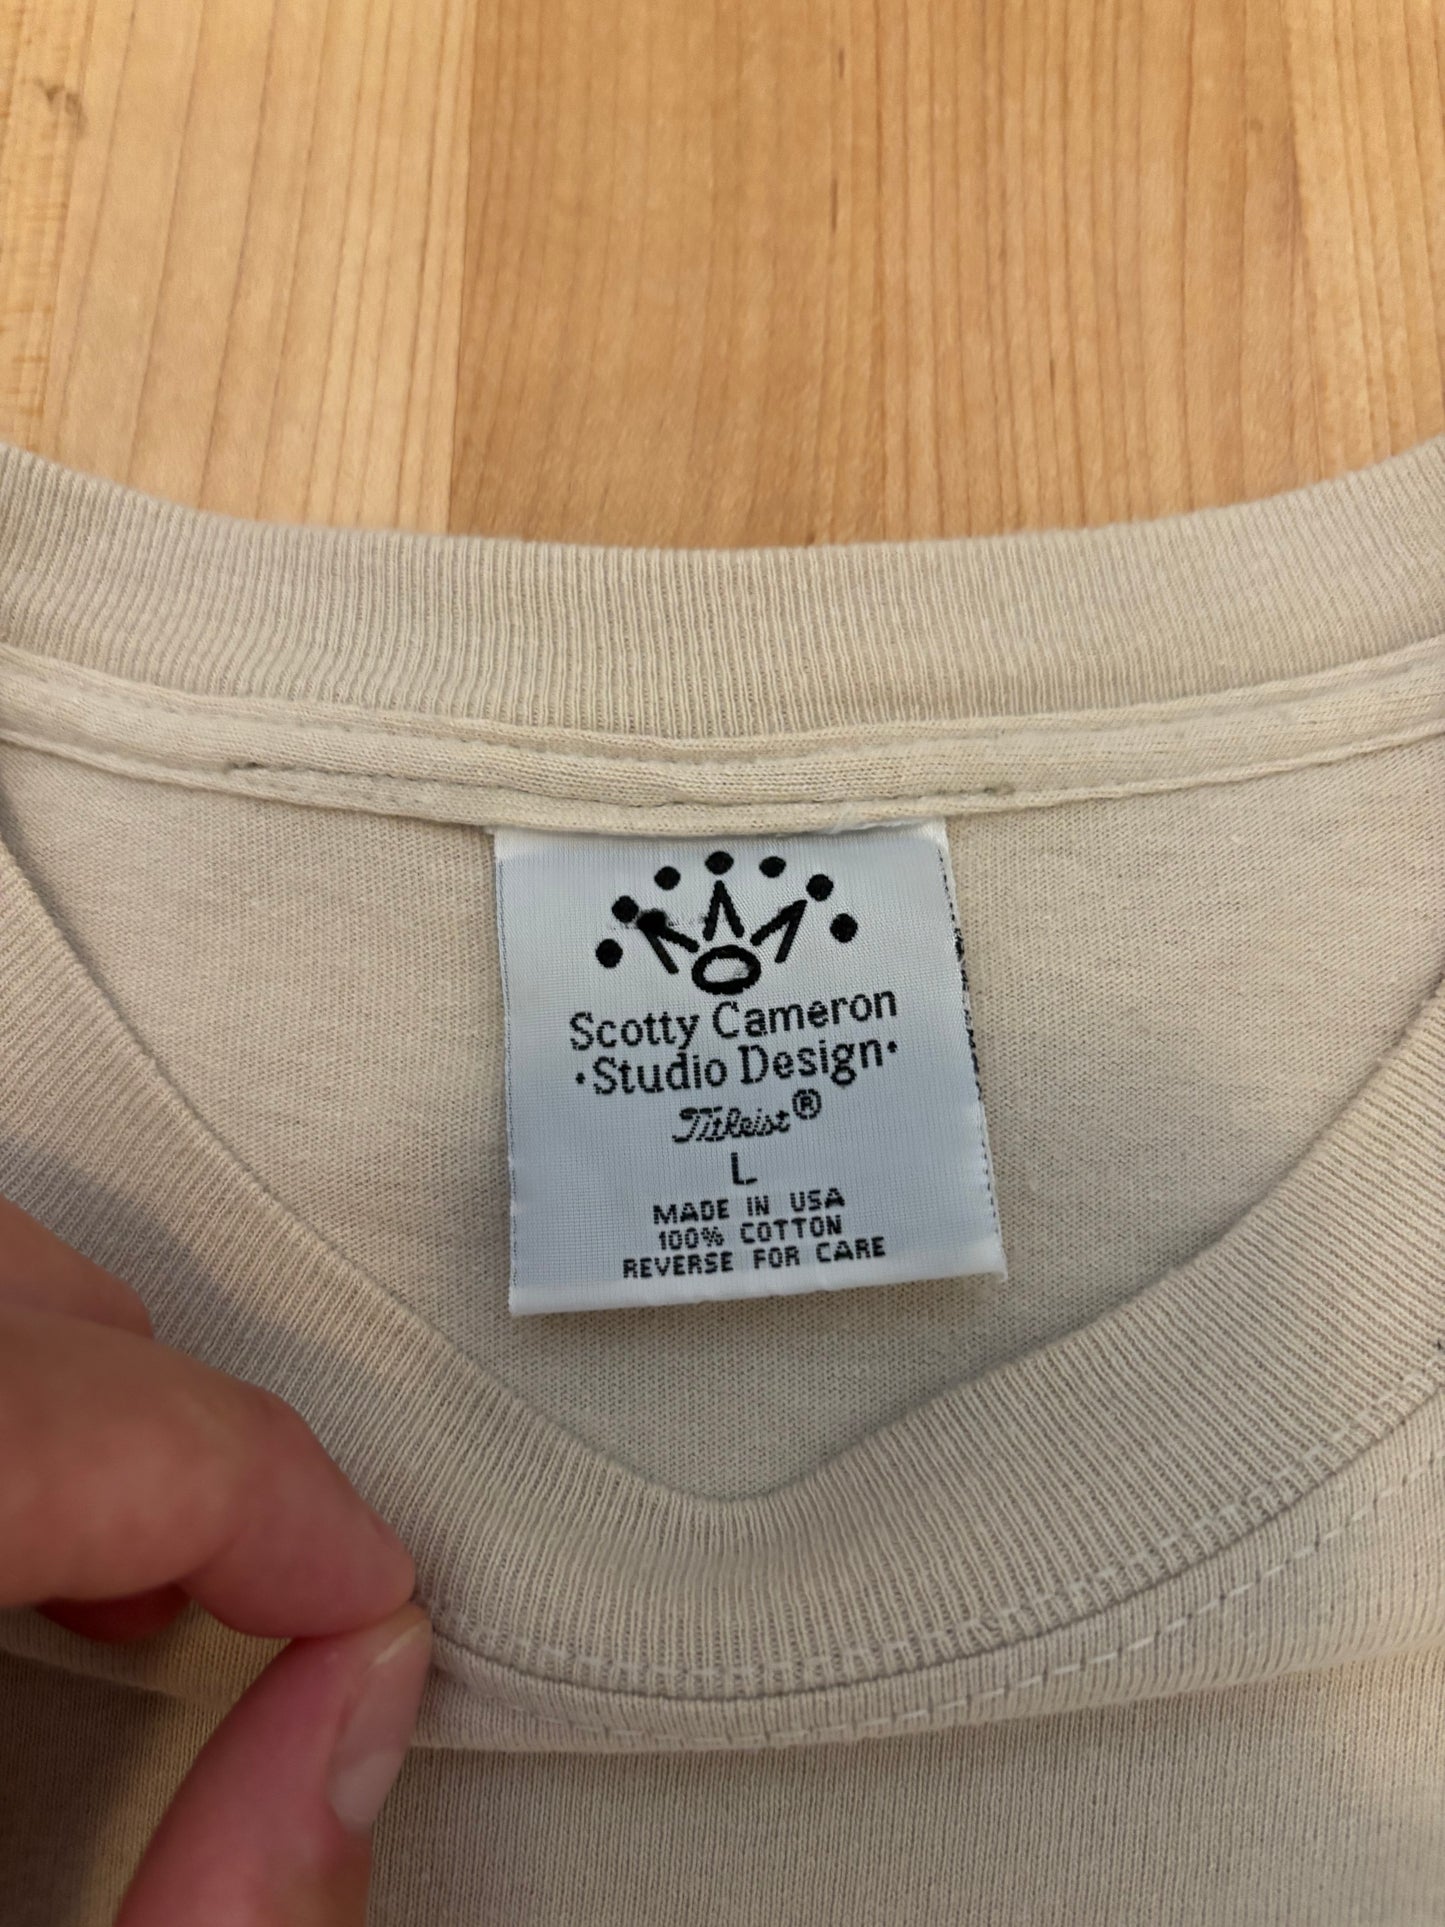 Scotty Cameron
·Studio Design·
Titleist®
L
MADE IN USA
100% COTTON
REVERSE FOR CARE